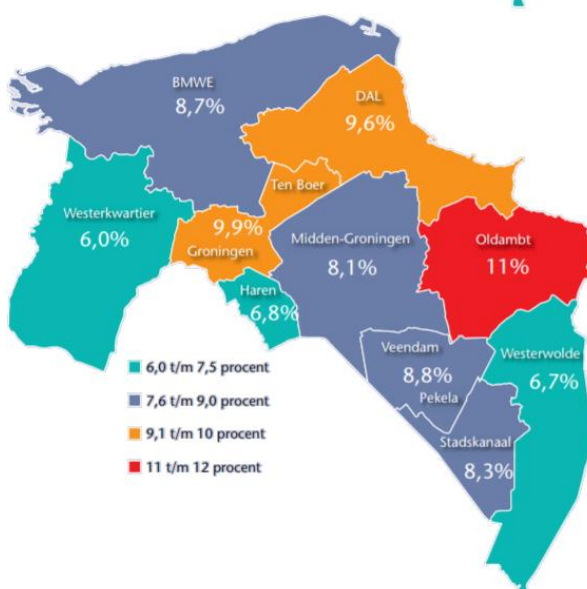 BMWE
8,7%
DAL
9,6%
Ten Boer
Westerkwartier
6,0%
9,9%
Groningen
Midden-Groningen
8,1%
Oldambt
11%
Haren
6,8%
Veendam
8,8%
Pekela
Westerwolde
6,7%
Stadskanaal
8,3%
6,0 t/m 7,5 procent
7,6 t/m 9,0 procent
9,1 t/m 10 procent
11 t/m 12 procent